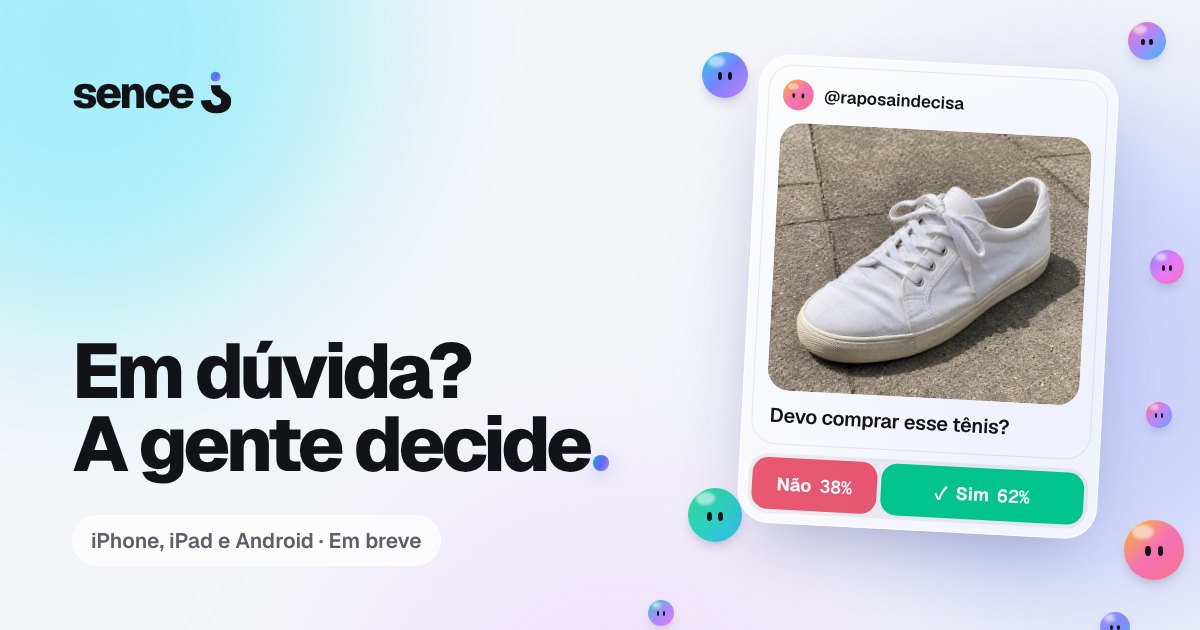 sence
Em dúvida?
A gente decide.
iPhone, iPad e Android · Em breve
@raposaindecisa
Devo comprar esse tênis?
Não 38%
✓ Sim 62%